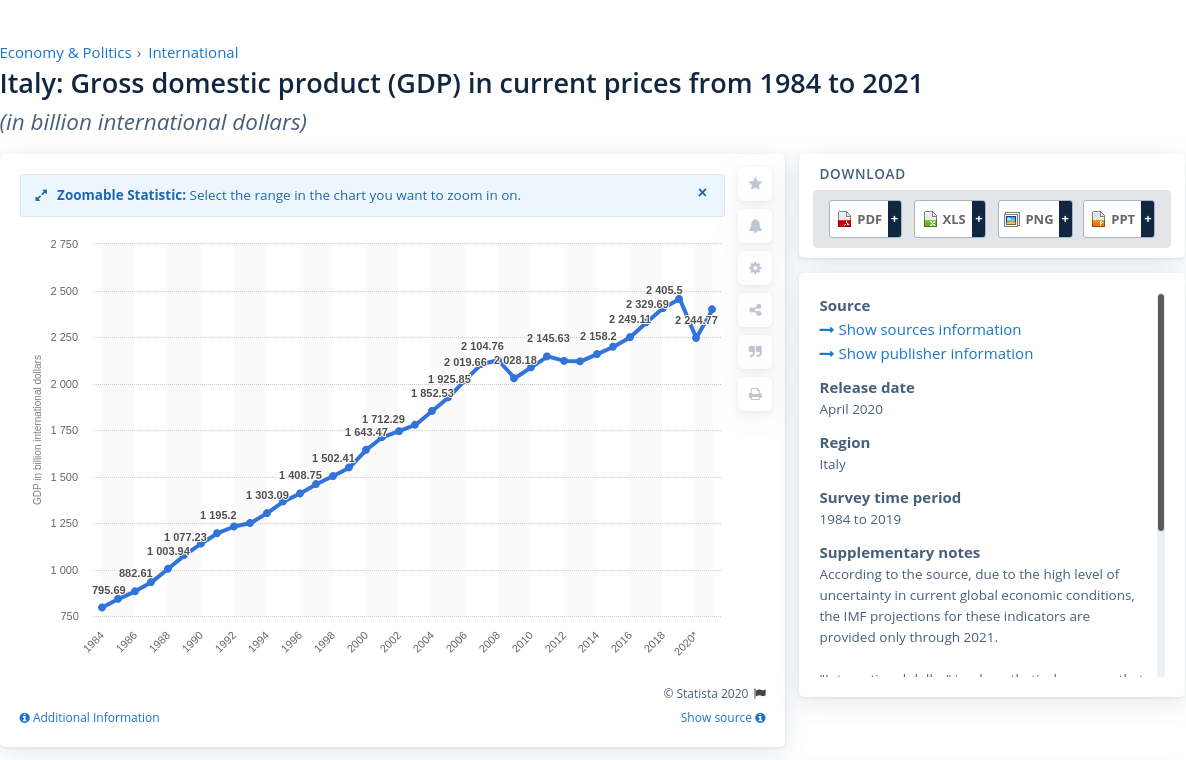 Economy & Politics › International
Italy: Gross domestic product (GDP) in current prices from 1984 to 2021
(in billion international dollars)
Zoomable Statistic: Select the range in the chart you want to zoom in on. ×
GDP in billion international dollars
2 750
2 500
2 250
2 000
1 750
1 500
1 250
1 000
750
795.69
882.61
1 003.94
1 077.23
1 195.2
1 303.09
1 408.75
1 502.41
1 643.47
1 712.29
1 852.53
1 925.85
2 019.66
2 104.76
2 028.18
2 145.63
2 158.2
2 249.11
2 329.69
2 405.5
2 244.77
1984 1986 1988 1990 1992 1994 1996 1998 2000 2002 2004 2006 2008 2010 2012 2014 2016 2018 2020*
© Statista 2020
Additional Information
Show source
DOWNLOAD
PDF + XLS + PNG + PPT +
Source
Show sources information
Show publisher information
Release date
April 2020
Region
Italy
Survey time period
1984 to 2019
Supplementary notes
According to the source, due to the high level of
uncertainty in current global economic conditions,
the IMF projections for these indicators are
provided only through 2021.